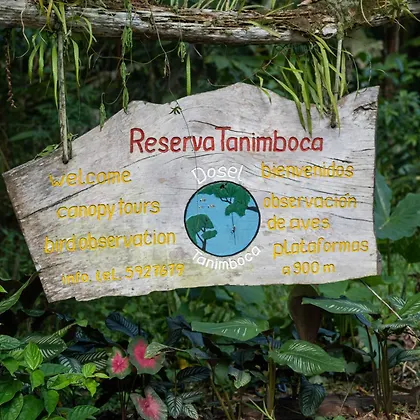 Reserva Tanimboca
welcome
canopy tours
bird observation
info. tel. 5927679
Dosel
Tanimboca
bienvenidos
observación
de aves
plataformas
a 900 m